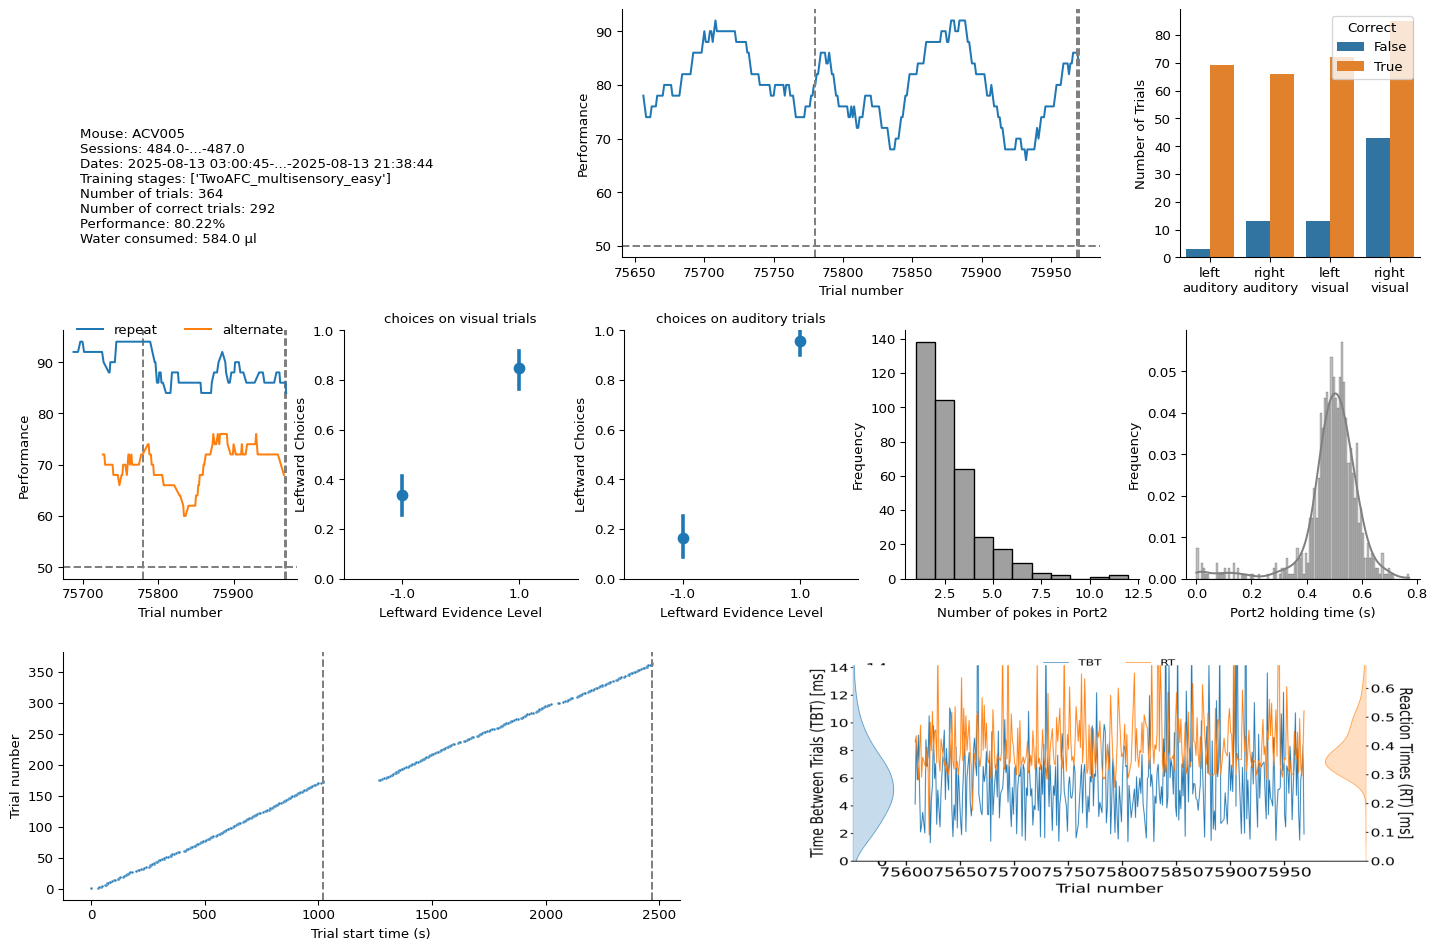 Mouse: ACV005
Sessions: 484.0-...-487.0
Dates: 2025-08-13 03:00:45-...-2025-08-13 21:38:44
Training stages: ['TwoAFC_multisensory_easy']
Number of trials: 364
Number of correct trials: 292
Performance: 80.22%
Water consumed: 584.0 µl
90
80
70
60
50
Performance
75650 75700 75750 75800 75850 75900 75950
Trial number
80
70
60
50
40
30
20
10
0
Number of Trials
Correct
False
True
left auditory
right auditory
left visual
right visual
repeat alternate
90
80
70
60
50
Performance
75700 75800 75900
Trial number
choices on visual trials
1.0
0.8
0.6
0.4
0.2
0.0
Leftward Choices
-1.0 1.0
Leftward Evidence Level
choices on auditory trials
1.0
0.8
0.6
0.4
0.2
0.0
Leftward Choices
-1.0 1.0
Leftward Evidence Level
140
120
100
80
60
40
20
0
Frequency
2.5 5.0 7.5 10.0 12.5
Number of pokes in Port2
0.05
0.04
0.03
0.02
0.01
0.00
Frequency
0.0 0.2 0.4 0.6 0.8
Port2 holding time (s)
350
300
250
200
150
100
50
0
Trial number
0 500 1000 1500 2000 2500
Trial start time (s)
TBT RT
14
12
10
8
6
4
2
0
Time Between Trials (TBT) [ms]
0.6
0.5
0.4
0.3
0.2
0.1
0.0
Reaction Times (RT) [ms]
75600 75650 75700 75750 75800 75850 75900 75950
Trial number